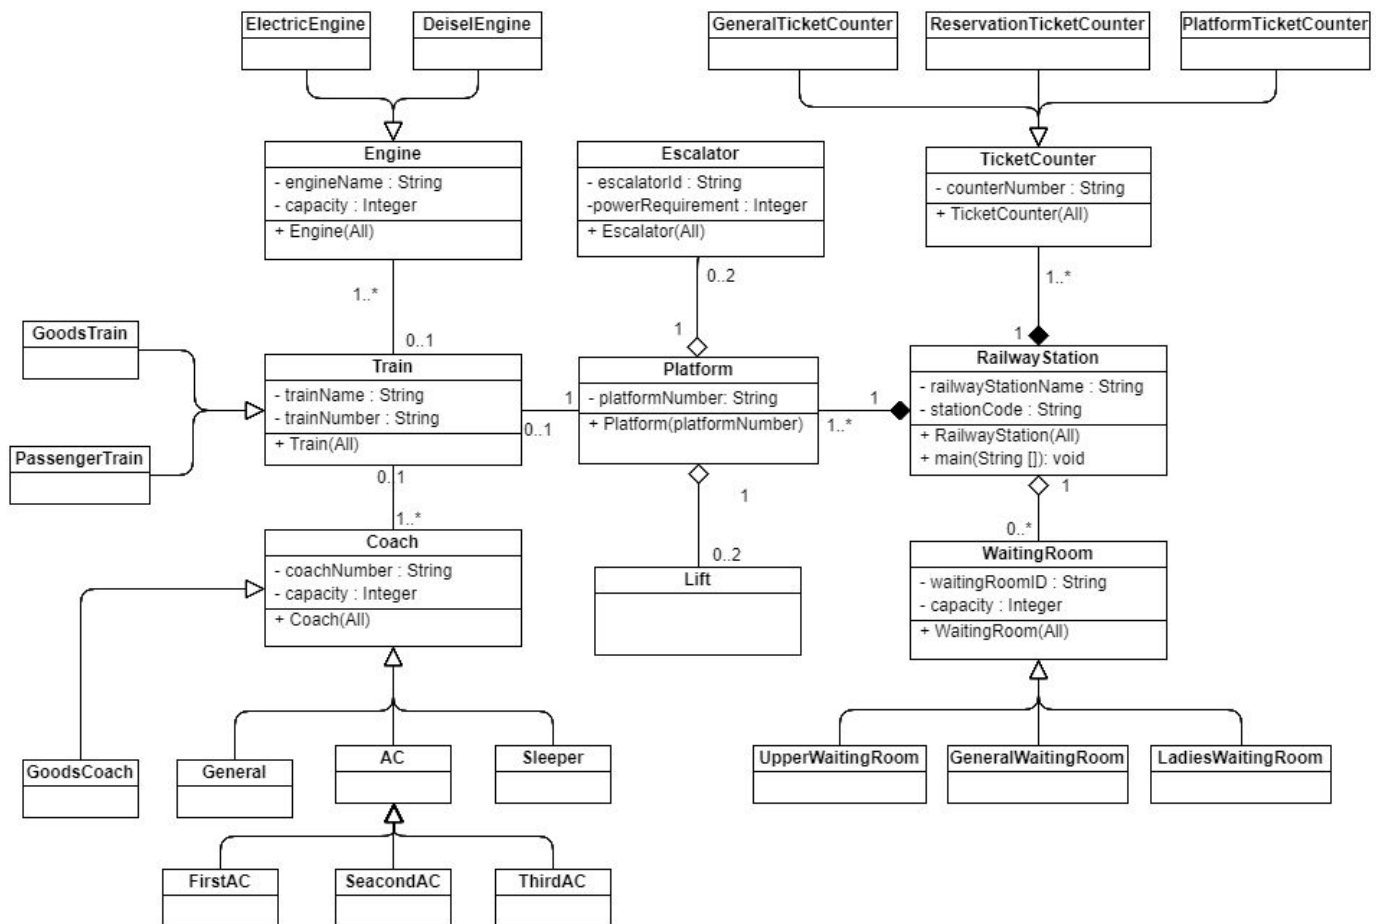 ElectricEngine
DeiselEngine
GeneralTicketCounter
ReservationTicketCounter
PlatformTicketCounter
Engine
- engineName : String
- capacity : Integer
+ Engine(All)
Escalator
- escalatorId : String
-powerRequirement : Integer
+ Escalator(All)
TicketCounter
- counterNumber : String
+ TicketCounter(All)
1..*
0..1
0..2
1
1..*
1
GoodsTrain
PassengerTrain
Train
- trainName : String
- trainNumber : String
+ Train(All)
1
0..1
Platform
- platformNumber: String
+ Platform(platformNumber)
1
1..*
RailwayStation
- railwayStationName : String
- stationCode : String
+ RailwayStation(All)
+ main(String []): void
0..1
1..*
1
0..2
1
0..*
Coach
- coachNumber : String
- capacity : Integer
+ Coach(All)
Lift
WaitingRoom
- waitingRoomID : String
- capacity : Integer
+ WaitingRoom(All)
GoodsCoach
General
AC
Sleeper
UpperWaitingRoom
GeneralWaitingRoom
LadiesWaitingRoom
FirstAC
SeacondAC
ThirdAC